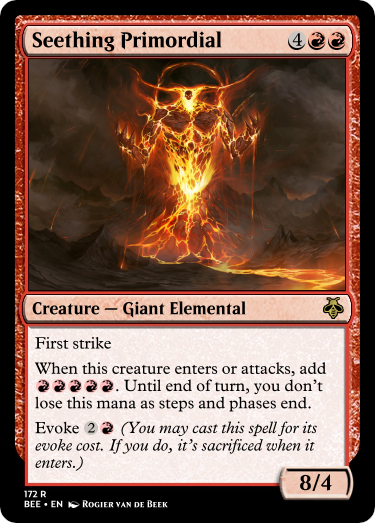 Seething Primordial 4
Creature — Giant Elemental
First strike
When this creature enters or attacks, add
. Until end of turn, you don't
lose this mana as steps and phases end.
Evoke 2 (You may cast this spell for its
evoke cost. If you do, it's sacrificed when it
enters.)
8/4
172 R
BEE • EN Rogier van de Beek